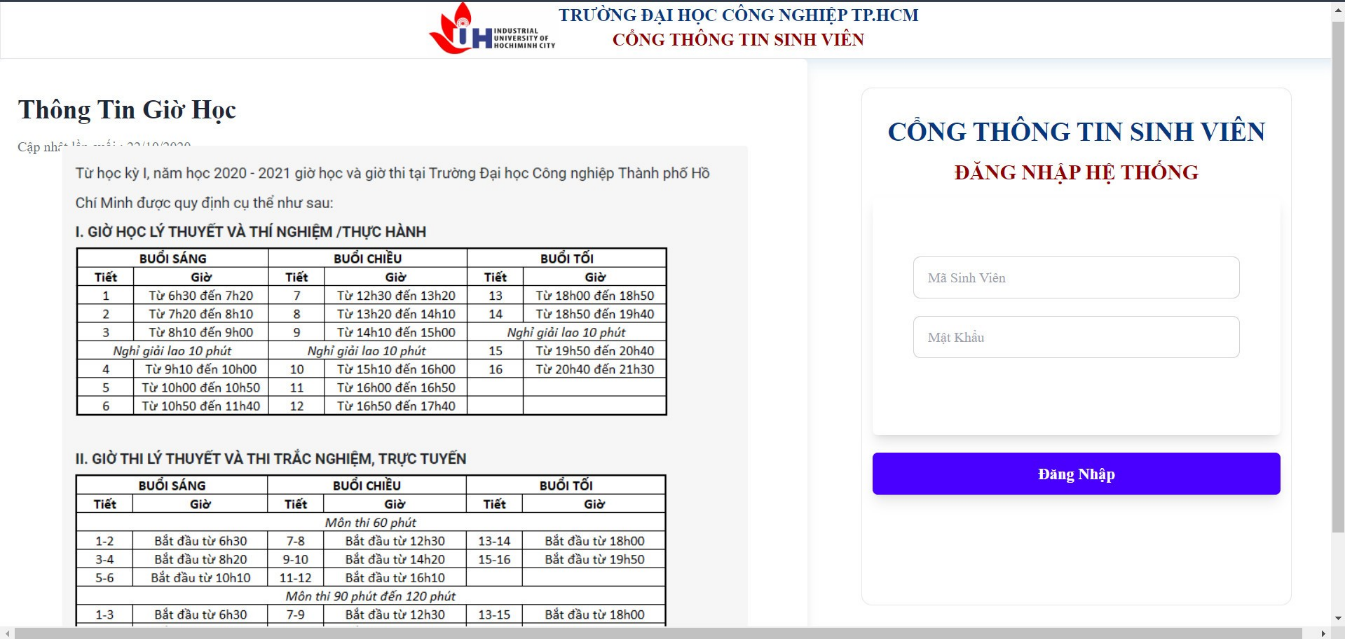 INDUSTRIAL
UNIVERSITY OF
HOCHIMINH CITY
IUH
TRƯỜNG ĐẠI HỌC CÔNG NGHIỆP TP.HCM
CỔNG THÔNG TIN SINH VIÊN
Thông Tin Giờ Học
Cập nhật lần cuối : 22/10/2020
Từ học kỳ I, năm học 2020 - 2021 giờ học và giờ thi tại Trường Đại học Công nghiệp Thành phố Hồ
Chí Minh được quy định cụ thể như sau:
I. GIỜ HỌC LÝ THUYẾT VÀ THÍ NGHIỆM /THỰC HÀNH
BUỔI SÁNG BUỔI CHIỀU BUỔI TỐI
Tiết Giờ Tiết Giờ Tiết Giờ
1 Từ 6h30 đến 7h20 7 Từ 12h30 đến 13h20 13 Từ 18h00 đến 18h50
2 Từ 7h20 đến 8h10 8 Từ 13h20 đến 14h10 14 Từ 18h50 đến 19h40
3 Từ 8h10 đến 9h00 9 Từ 14h10 đến 15h00 Nghỉ giải lao 10 phút
Nghỉ giải lao 10 phút Nghỉ giải lao 10 phút 15 Từ 19h50 đến 20h40
4 Từ 9h10 đến 10h00 10 Từ 15h10 đến 16h00 16 Từ 20h40 đến 21h30
5 Từ 10h00 đến 10h50 11 Từ 16h00 đến 16h50
6 Từ 10h50 đến 11h40 12 Từ 16h50 đến 17h40
II. GIỜ THI LÝ THUYẾT VÀ THI TRẮC NGHIỆM, TRỰC TUYẾN
BUỔI SÁNG BUỔI CHIỀU BUỔI TỐI
Tiết Giờ Tiết Giờ Tiết Giờ
Môn thi 60 phút
1-2 Bắt đầu từ 6h30 7-8 Bắt đầu từ 12h30 13-14 Bắt đầu từ 18h00
3-4 Bắt đầu từ 8h20 9-10 Bắt đầu từ 14h20 15-16 Bắt đầu từ 19h50
5-6 Bắt đầu từ 10h10 11-12 Bắt đầu từ 16h10
Môn thi 90 phút đến 120 phút
1-3 Bắt đầu từ 6h30 7-9 Bắt đầu từ 12h30 13-15 Bắt đầu từ 18h00
CỔNG THÔNG TIN SINH VIÊN
ĐĂNG NHẬP HỆ THỐNG
Mã Sinh Viên
Mật Khẩu
Đăng Nhập